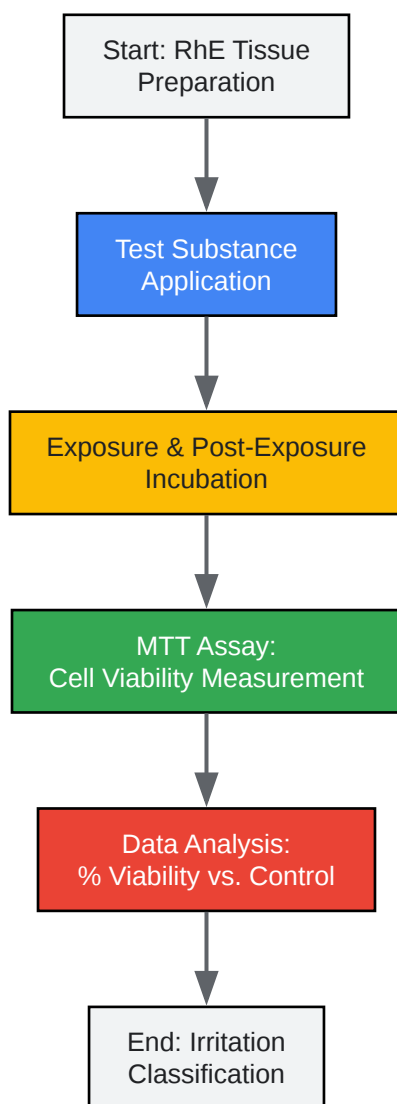 Start: RhE Tissue
Preparation
Test Substance
Application
Exposure & Post-Exposure
Incubation
MTT Assay:
Cell Viability Measurement
Data Analysis:
% Viability vs. Control
End: Irritation
Classification